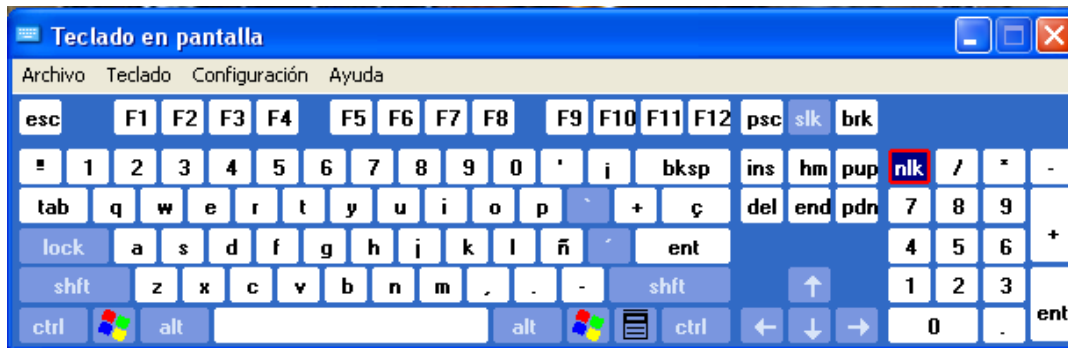 Teclado en pantalla
Archivo Teclado Configuración Ayuda
esc F1 F2 F3 F4 F5 F6 F7 F8 F9 F10 F11 F12 psc slk brk
º 1 2 3 4 5 6 7 8 9 0 ' ¡ bksp ins hm pup nlk / * -
tab q w e r t y u i o p ` + ç del end pdn 7 8 9
lock a s d f g h j k l ñ ´ ent 4 5 6 +
shft z x c v b n m , . - shft ↑ 1 2 3
ctrl alt alt ctrl ← ↓ → 0 . ent